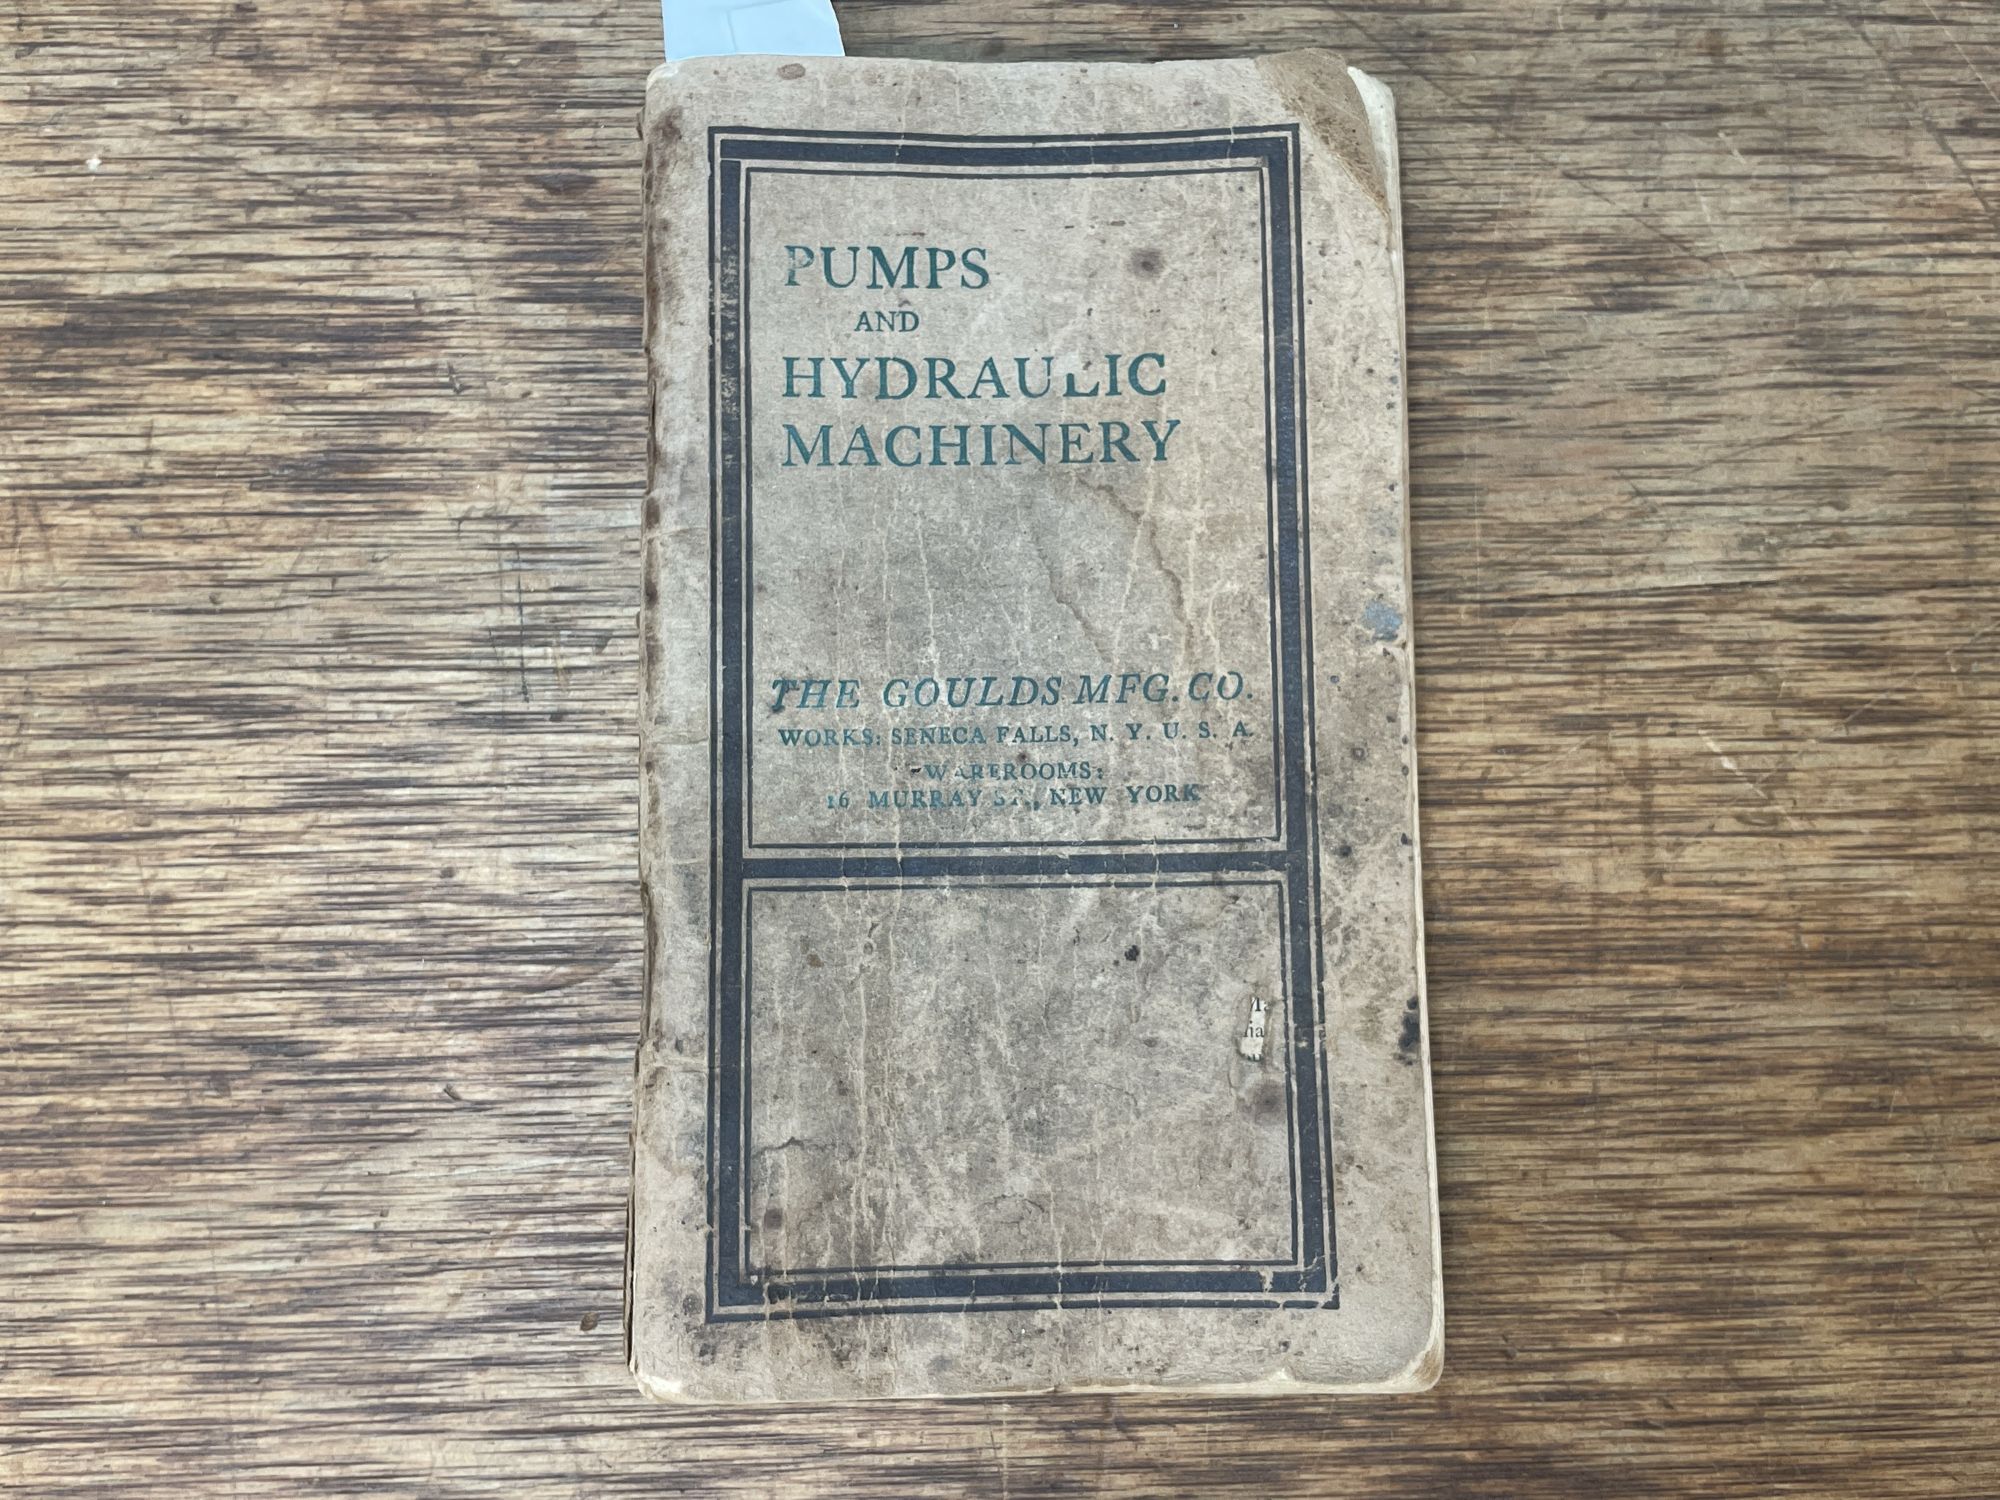 PUMPS
AND
HYDRAULIC
MACHINERY
THE GOULDS MFG. CO.
WORKS: SENECA FALLS, N. Y. U. S. A.
WAREROOMS:
16 MURRAY ST., NEW YORK